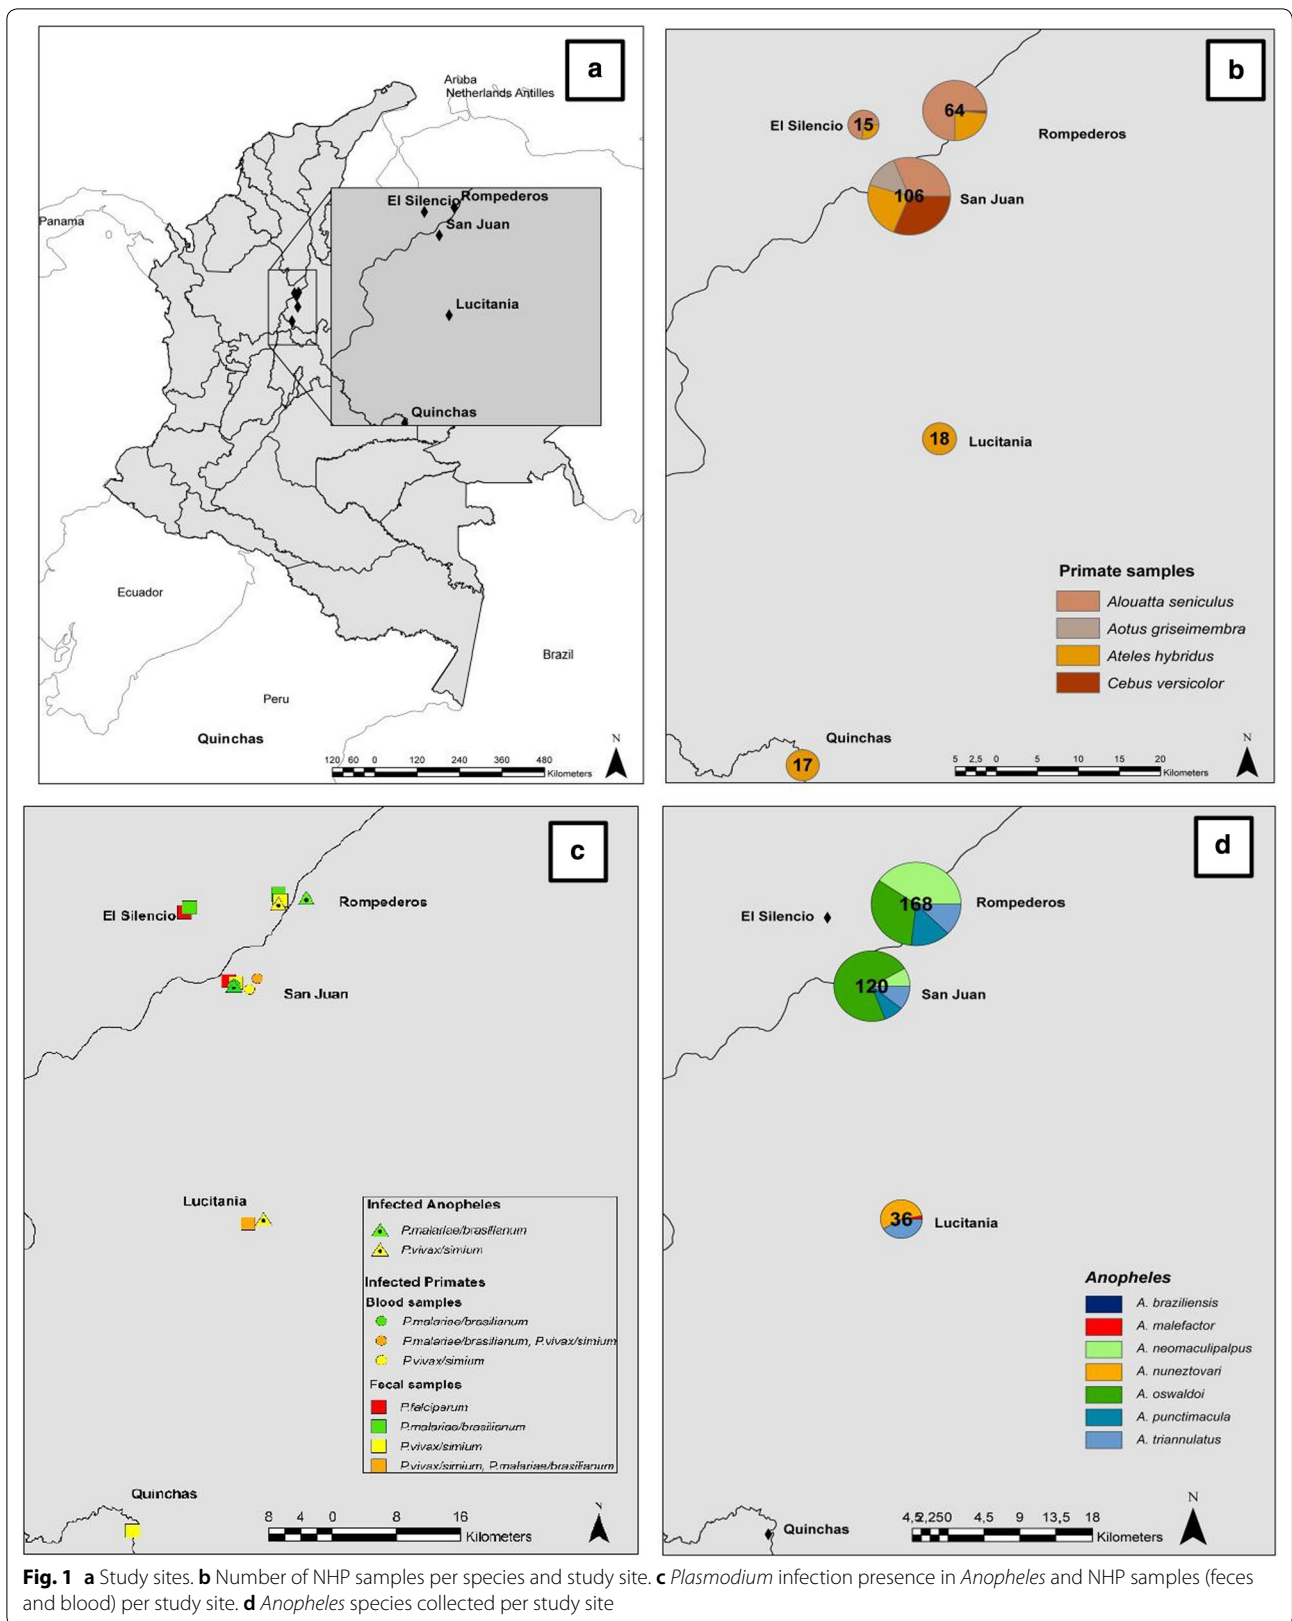 a
Aruba
Netherlands Antilles
Panama
El Silencio
Rompederos
San Juan
Lucitania
Quinchas
Ecuador
Brazil
Peru
Quinchas
N
120 60 0 120 240 360 480
Kilometers
b
64
El Silencio 15
Rompederos
106 San Juan
18 Lucitania
Primate samples
Alouatta seniculus
Aotus griseimembra
Ateles hybridus
Cebus versicolor
Quinchas
17
N
5 2,5 0 5 10 15 20
Kilometers
c
El Silencio
Rompederos
San Juan
Lucitania
Infected Anopheles
P.malariae/brasilianum
P.vivax/simium
Infected Primates
Blood samples
P.malariae/brasilianum
P.malariae/brasilianum, P.vivax/simium
P.vivax/simium
Fecal samples
P.falciparum
P.malariae/brasilianum
P.vivax/simium
P.vivax/simium, P.malariae/brasilianum
Quinchas
N
8 4 0 8 16
Kilometers
d
168 Rompederos
El Silencio
120
San Juan
36 Lucitania
Anopheles
A. braziliensis
A. malefactor
A. neomaculipalpus
A. nuneztovari
A. oswaldoi
A. punctimacula
A. triannulatus
Quinchas
N
4,52,250 4,5 9 13,5 18
Kilometers
Fig. 1 a Study sites. b Number of NHP samples per species and study site. c Plasmodium infection presence in Anopheles and NHP samples (feces
and blood) per study site. d Anopheles species collected per study site